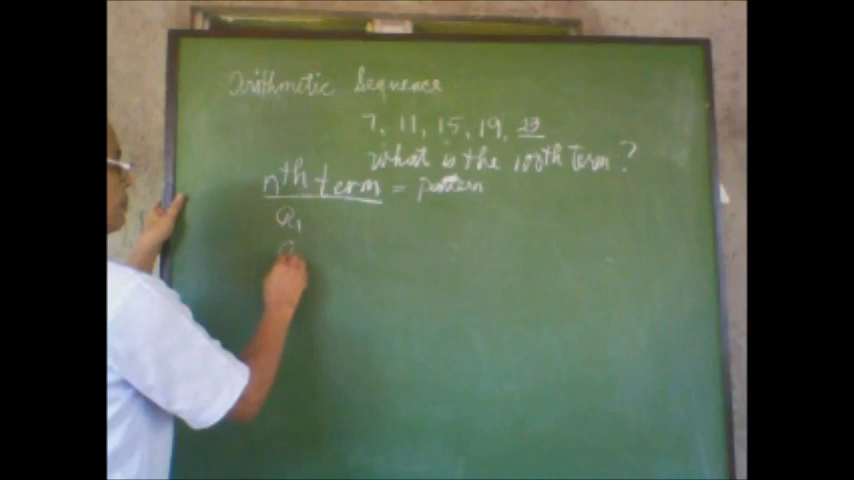 Arithmetic Sequence
7, 11, 15, 19, 23
What is the 100th term?
nth term = pattern
a1
a